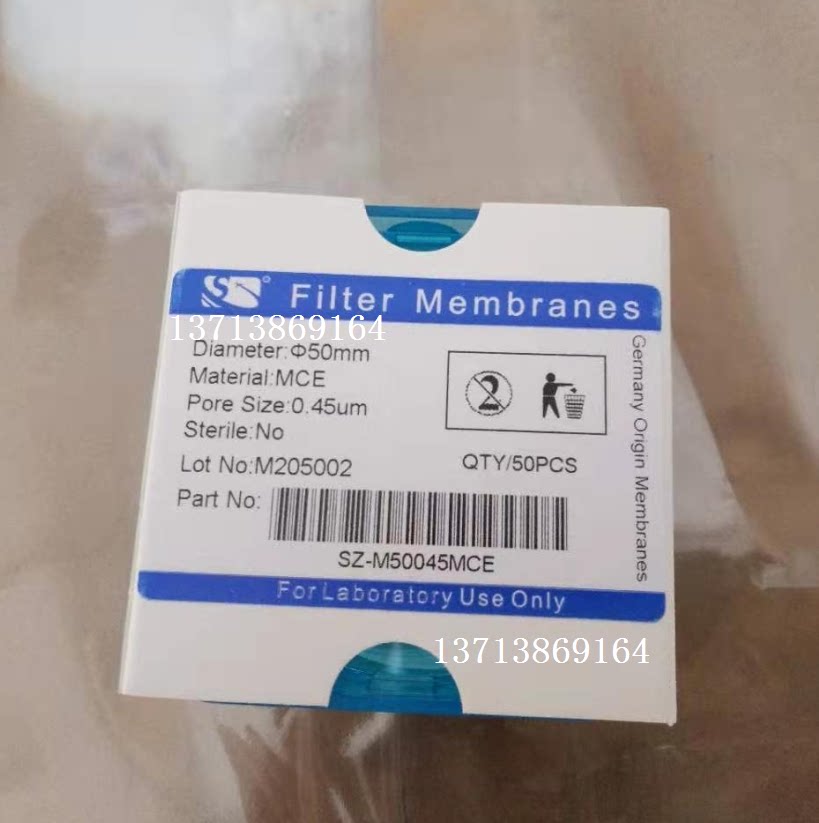 Filter Membranes
13713869164
Diameter:Φ50mm
Material:MCE
Pore Size:0.45um
Sterile:No
Lot No:M205002
QTY/50PCS
Part No:
SZ-M50045MCE
Germany Origin Membranes
For Laboratory Use Only
13713869164